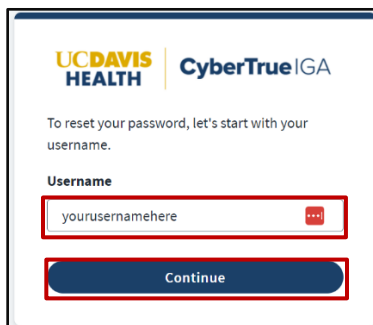 UCDAVIS
HEALTH
CyberTrue IGA
To reset your password, let's start with your
username.
Username
yourusernamehere
Continue